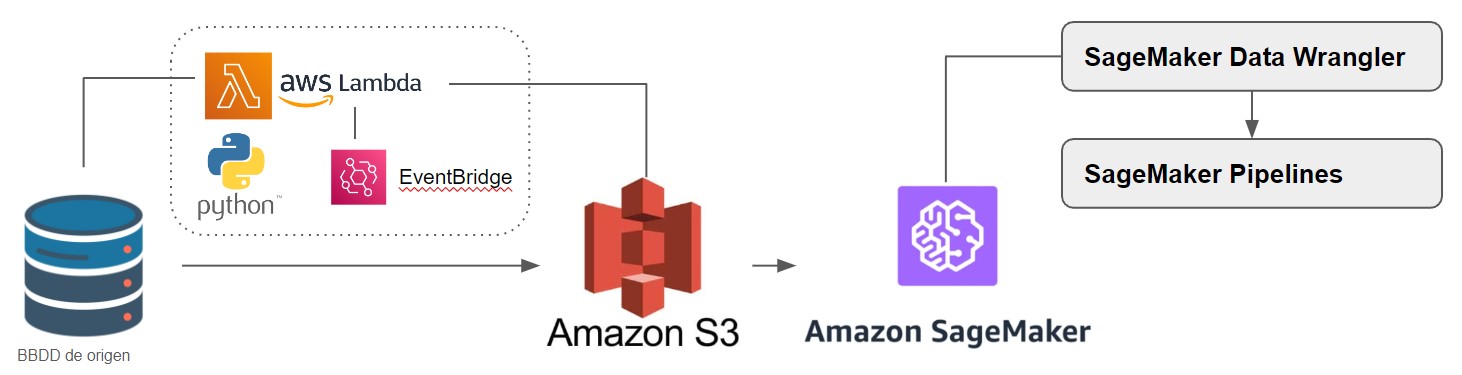 SageMaker Data Wrangler
aws Lambda
EventBridge
SageMaker Pipelines
python™
Amazon S3
Amazon SageMaker
BBDD de origen